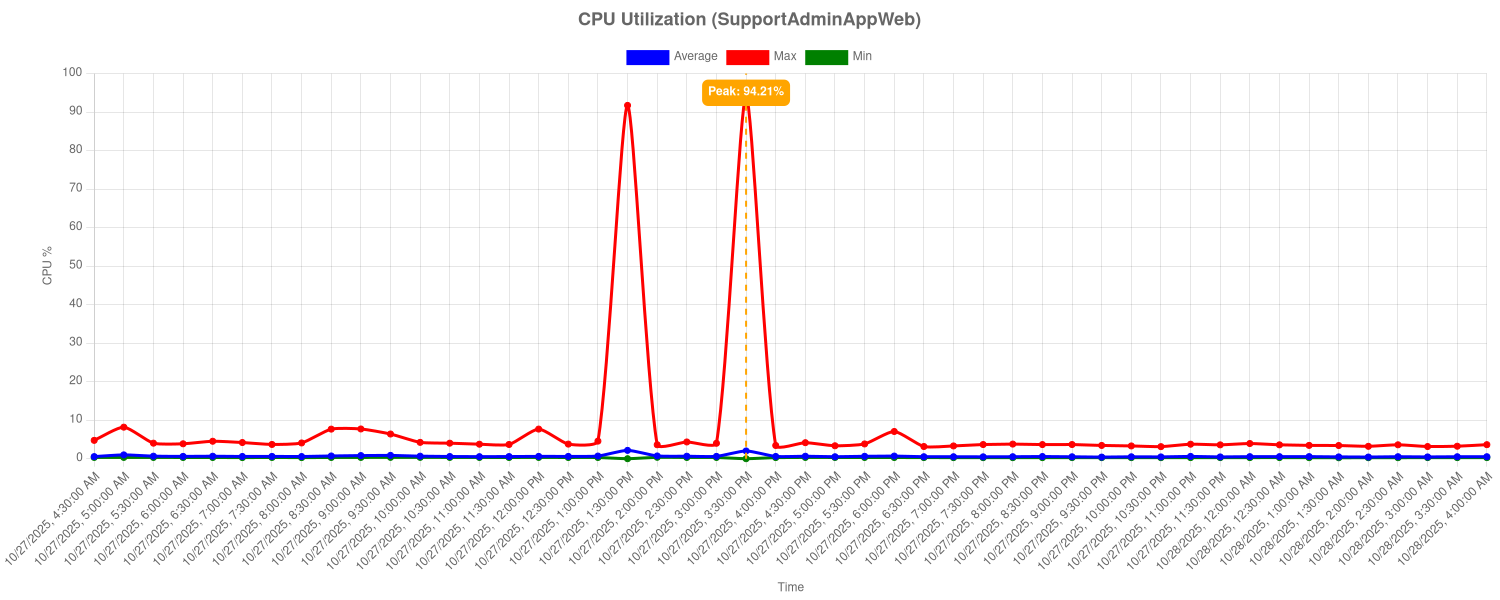 CPU Utilization (SupportAdminAppWeb)
Average Max Min
Peak: 94.21%
CPU %
100
90
80
70
60
50
40
30
20
10
0
10/27/2025, 4:30:00 AM
10/27/2025, 5:00:00 AM
10/27/2025, 5:30:00 AM
10/27/2025, 6:00:00 AM
10/27/2025, 6:30:00 AM
10/27/2025, 7:00:00 AM
10/27/2025, 7:30:00 AM
10/27/2025, 8:00:00 AM
10/27/2025, 8:30:00 AM
10/27/2025, 9:00:00 AM
10/27/2025, 9:30:00 AM
10/27/2025, 10:00:00 AM
10/27/2025, 10:30:00 AM
10/27/2025, 11:00:00 AM
10/27/2025, 11:30:00 AM
10/27/2025, 12:00:00 PM
10/27/2025, 12:30:00 PM
10/27/2025, 1:00:00 PM
10/27/2025, 1:30:00 PM
10/27/2025, 2:00:00 PM
10/27/2025, 2:30:00 PM
10/27/2025, 3:00:00 PM
10/27/2025, 3:30:00 PM
10/27/2025, 4:00:00 PM
10/27/2025, 4:30:00 PM
10/27/2025, 5:00:00 PM
10/27/2025, 5:30:00 PM
10/27/2025, 6:00:00 PM
10/27/2025, 6:30:00 PM
10/27/2025, 7:00:00 PM
10/27/2025, 7:30:00 PM
10/27/2025, 8:00:00 PM
10/27/2025, 8:30:00 PM
10/27/2025, 9:00:00 PM
10/27/2025, 9:30:00 PM
10/27/2025, 10:00:00 PM
10/27/2025, 10:30:00 PM
10/27/2025, 11:00:00 PM
10/27/2025, 11:30:00 PM
10/28/2025, 12:00:00 AM
10/28/2025, 12:30:00 AM
10/28/2025, 1:00:00 AM
10/28/2025, 1:30:00 AM
10/28/2025, 2:00:00 AM
10/28/2025, 2:30:00 AM
10/28/2025, 3:00:00 AM
10/28/2025, 3:30:00 AM
10/28/2025, 4:00:00 AM
Time